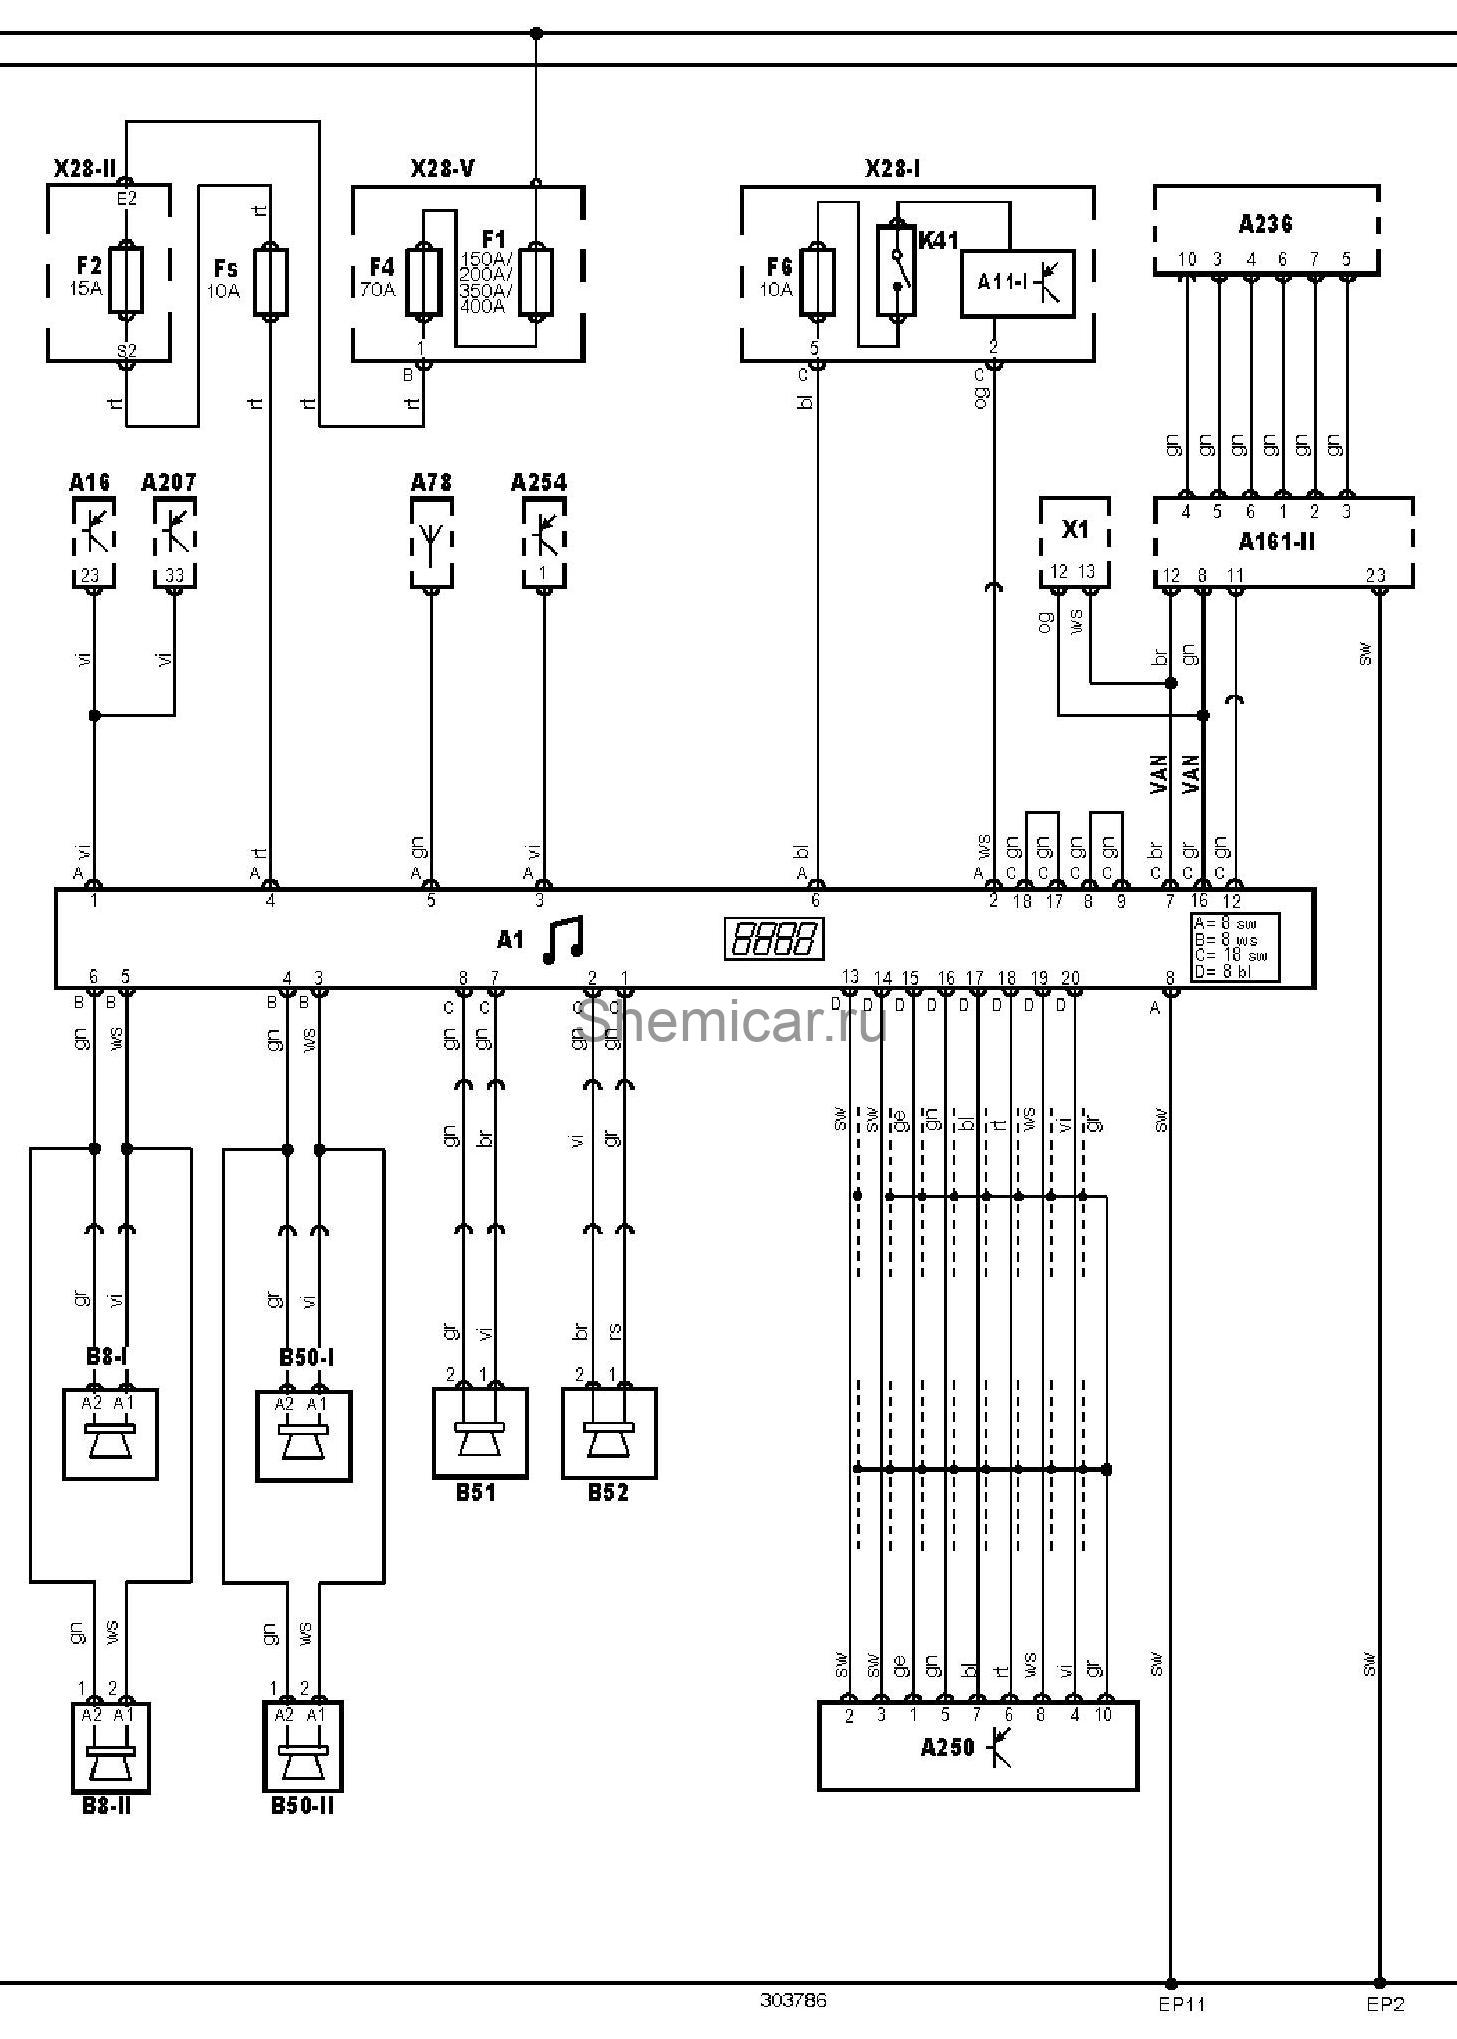 X28-II X28-V X28-I
E2 A236
rt F1 K41
F2 Fs F4 150A/ F6 A11-I 10 3 4 6 7 5
15A 10A 70A 200A/ 10A
350A/
400A
S2 1 5 2
B C C
rt rt rt rt bl og
gn gn gn gn gn gn
A16 A207 A78 A254
4 5 6 1 2 3
X1 A161-II
23 33 1 12 13 12 8 11 23
og ws
vi vi br gn sw
VAN VAN
vi rt gn vi bl ws gn gn gn gn br gr gn
A A A A A A C C C C C C C
1 4 5 3 6 2 18 17 8 9 7 16 12
A1 8888
A= 8 sw
B= 8 ws
C= 18 sw
D= 8 bl
6 5 4 3 8 7 2 1 13 14 15 16 17 18 19 20 8
B B B B C C C C D D D D D D D D A
gn ws gn ws gn gn gn gn
Shemicar.ru
gn br vi gr sw sw ge gn bl rt ws vi gr sw
gr vi gr vi gr vi br rs
B8-I B50-I 2 1 2 1
A2 A1 A2 A1
B51 B52
gn ws gn ws sw sw ge gn bl rt ws vi gr sw sw
1 2 1 2
A2 A1 A2 A1 2 3 1 5 7 6 8 4 10
A250
B8-II B50-II
303786 EP11 EP2